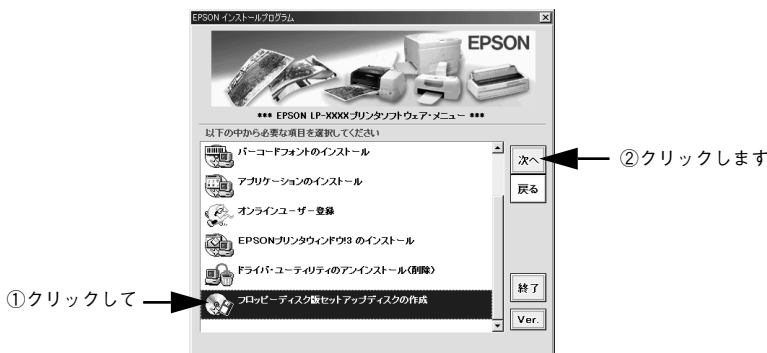 EPSON インストールプログラム
EPSON
*** EPSON LP-XXXXプリンタソフトウェア・メニュー ***
以下の中から必要な項目を選択してください
バーコードフォントのインストール
アプリケーションのインストール
オンラインユーザー登録
EPSONプリンタウィンドウ!3 のインストール
ドライバ・ユーティリティのアンインストール(削除)
フロッピーディスク版セットアップディスクの作成
次へ
戻る
終了
Ver.
①クリックして
②クリックします